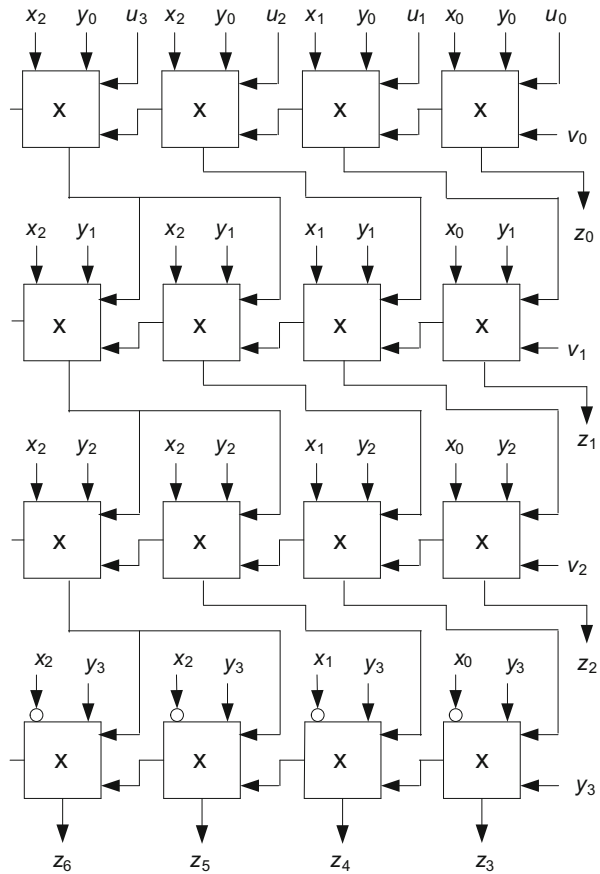 x₂ y₀ u₃ x₂ y₀ u₂ x₁ y₀ u₁ x₀ y₀ u₀
X X X X
v₀
z₀
x₂ y₁ x₂ y₁ x₁ y₁ x₀ y₁
X X X X
v₁
z₁
x₂ y₂ x₂ y₂ x₁ y₂ x₀ y₂
X X X X
v₂
z₂
x₂ y₃ x₂ y₃ x₁ y₃ x₀ y₃
X X X X
y₃
z₆ z₅ z₄ z₃